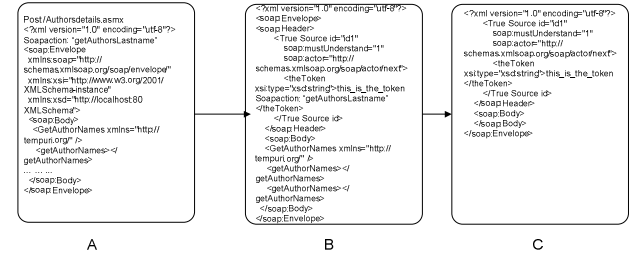 Post /Authorsdetails.asmx
<?xml version="1.0" encoding="utf-8"?>
Soapaction: "getAuthorsLastname"
<soap:Envelope
xmlns:soap="http://
schemas.xmlsoap.org/soap/envelope/"
xmlns:xsi="http://www.w3.org/2001/
XMLSchema-instance"
xmlns:xsd="http://localhost:80
XMLSchema">
<soap:Body>
<GetAuthorNames xmlns="http://
tempuri.org/" />
<getAuthorNames></
getAuthorNames>
... ... ...
</soap:Body>
</soap:Envelope>
A
<?xml version="1.0" encoding="utf-8"?>
<soap:Envelope>
<soap:Header>
<True Source id="id1"
soap:mustUnderstand="1"
soap:actor="http://
schemas.xmlsoap.org/soap/actor/next">
<theToken
xsi:type="xsd:string">this_is_the_token
Soapaction: "getAuthorsLastname"
</theToken>
</True Source id>
</soap:Header>
<soap:Body>
<GetAuthorNames xmlns="http://
tempuri.org/" />
<getAuthorNames></
getAuthorNames>
<getAuthorNames></
getAuthorNames>
</soap:Body>
</soap:Envelope>
B
<?xml version="1.0" encoding="utf-8"?>
<True Source id="id1"
soap:mustUnderstand="1"
soap:actor="http://
schemas.xmlsoap.org/soap/actor/next">
<theToken
xsi:type="xsd:string">this_is_the_token
</theToken>
</True Source id>
</soap:Header>
<soap:Body>
<soap:Body>
</soap:Body>
</soap:Envelope>
C